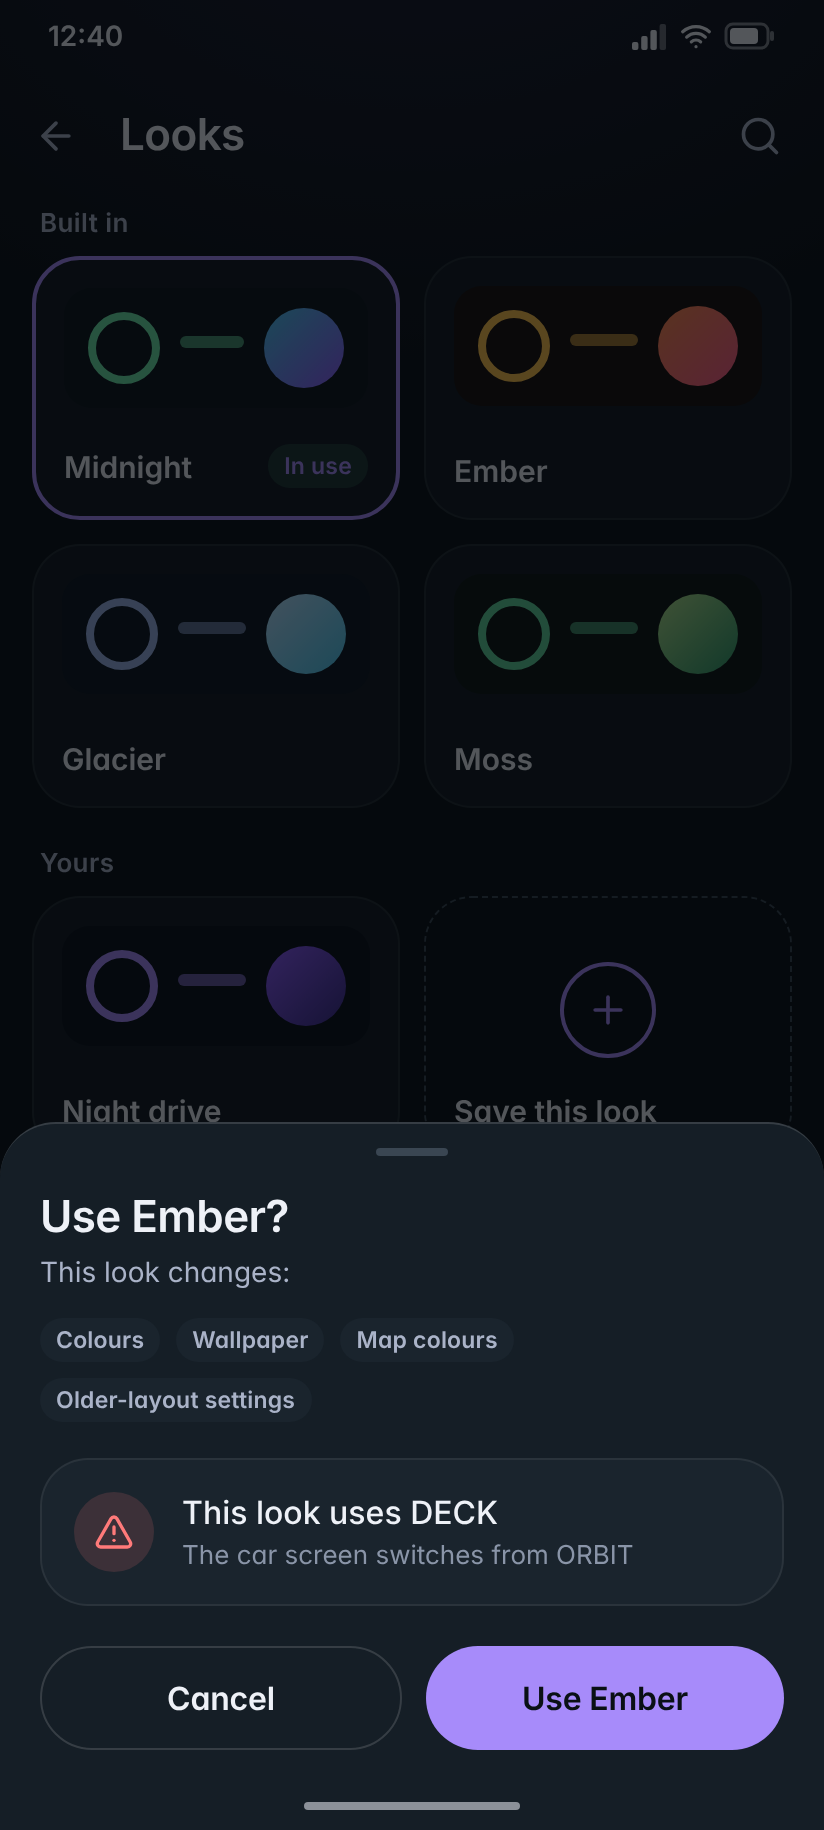 12:40
Looks
Built in
Midnight
In use
Ember
Glacier
Moss
Yours
Night drive
Save this look
Use Ember?
This look changes:
Colours
Wallpaper
Map colours
Older-layout settings
This look uses DECK
The car screen switches from ORBIT
Cancel
Use Ember